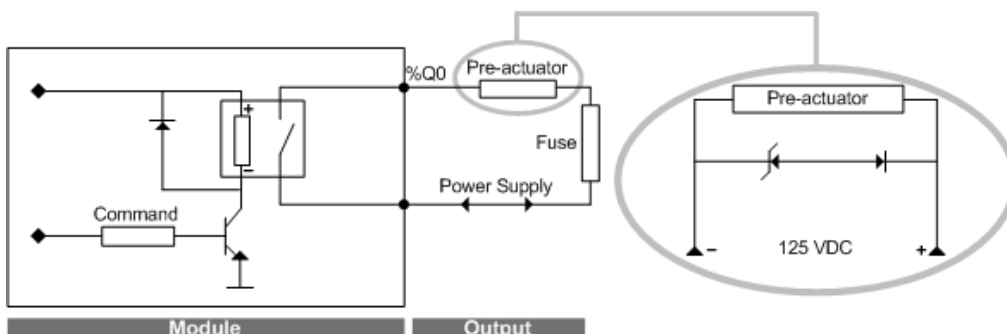 %Q0
Pre-actuator
Pre-actuator
+
Fuse
-
Power Supply
Command
- 125 VDC +
Module
Output